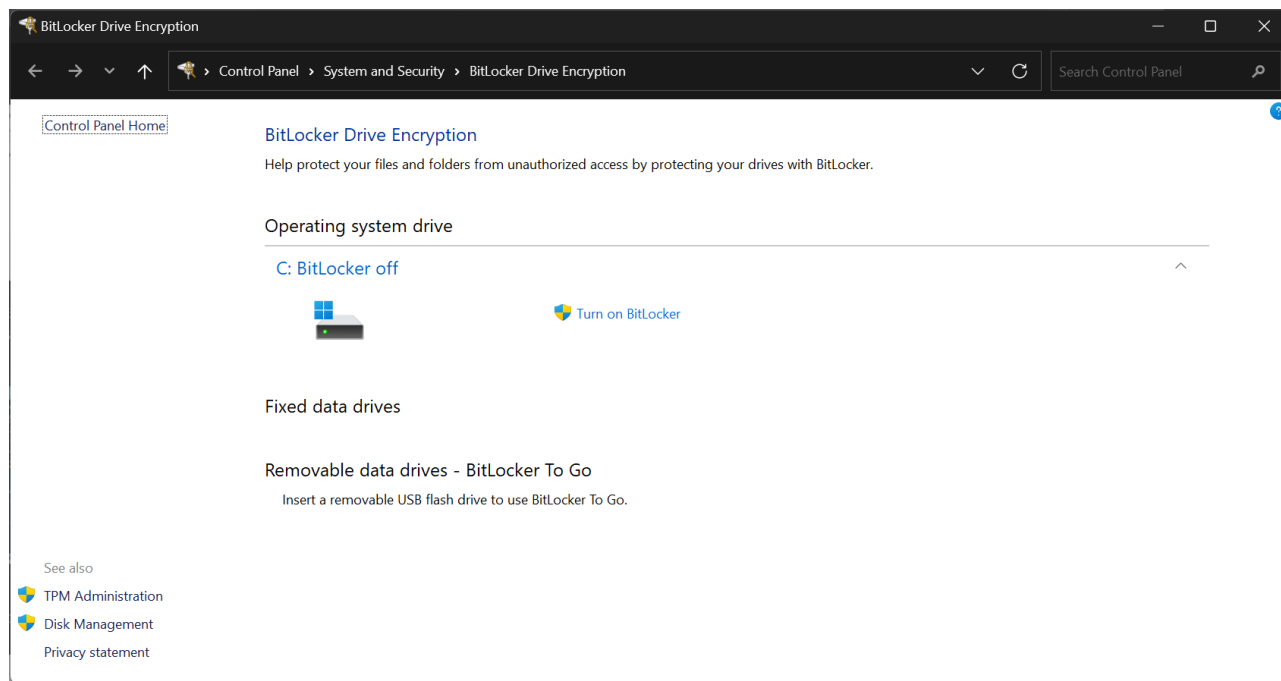 BitLocker Drive Encryption
Control Panel > System and Security > BitLocker Drive Encryption
Search Control Panel
Control Panel Home
?
BitLocker Drive Encryption
Help protect your files and folders from unauthorized access by protecting your drives with BitLocker.
Operating system drive
C: BitLocker off
Turn on BitLocker
Fixed data drives
Removable data drives - BitLocker To Go
Insert a removable USB flash drive to use BitLocker To Go.
See also
TPM Administration
Disk Management
Privacy statement